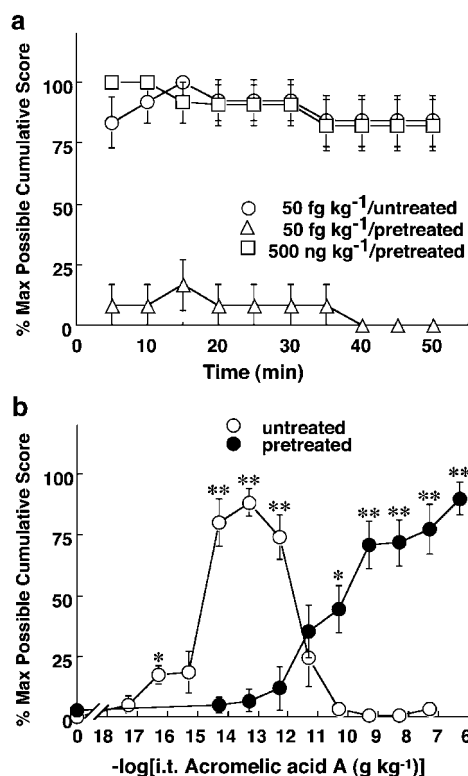 a
% Max Possible Cumulative Score
100
75
50
25
0
50 fg kg⁻¹/untreated
50 fg kg⁻¹/pretreated
500 ng kg⁻¹/pretreated
0 10 20 30 40 50
Time (min)
b
% Max Possible Cumulative Score
untreated
pretreated
100
75
50
25
0
* ** ** ** * ** ** ** **
0 18 17 16 15 14 13 12 11 10 9 8 7 6
-log[i.t. Acromelic acid A (g kg⁻¹)]